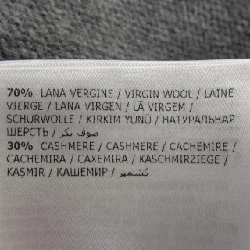 70% LANA VERGINE / VIRGIN WOOL / LAINE
VIERGE / LANA VIRGEN / LÃ VIRGEM /
SCHURWOLLE / KIRKIM YÜNÜ / НАТУРАЛЬНАЯ
ШЕРСТЬ / صوف بكر /
30% CASHMERE / CASHMERE / CACHEMIRE /
CACHEMIRA / CAXEMIRA / KASCHMIRZIEGE /
KAŞMIR / КАШЕМИР / كشمير /